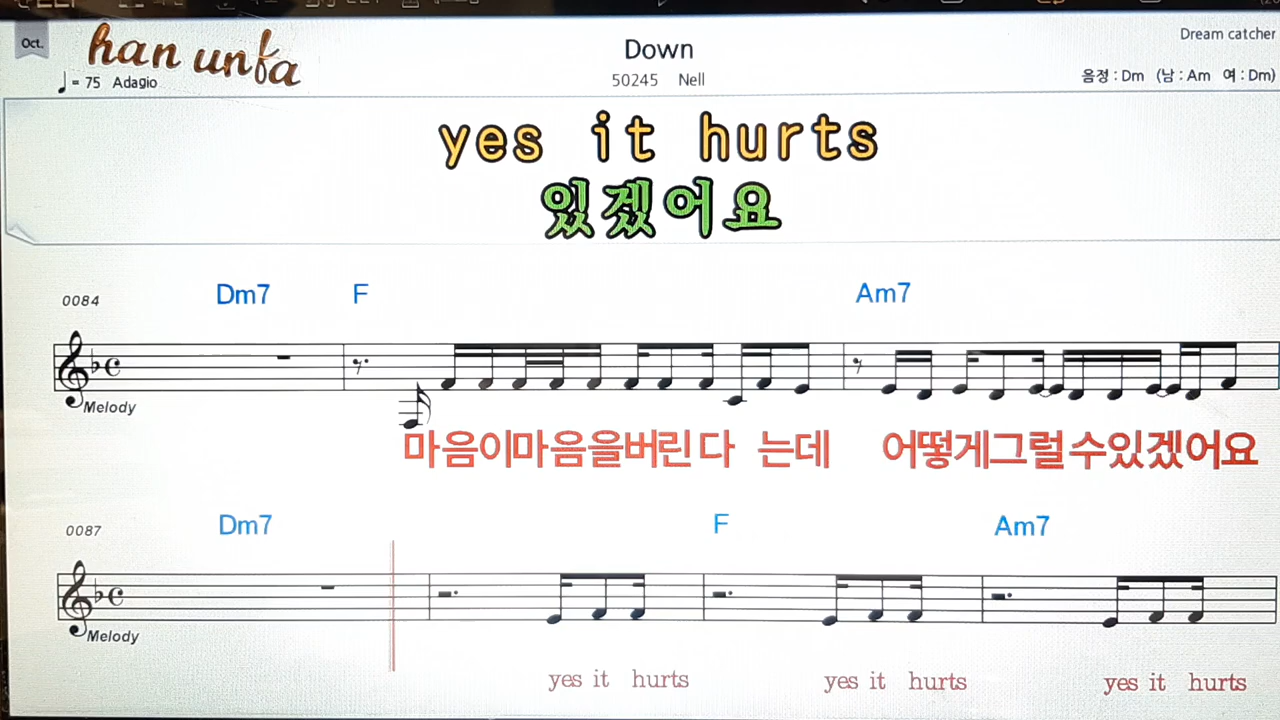 Oct.
han unfa
= 75 Adagio
Down
50245 Nell
Dream catcher
음정 : Dm (남 : Am 여 : Dm)
yes it hurts
있겠어요
0084
Dm7 F Am7
Melody
마음이마음을버린다 는데 어떻게그럴수있겠어요
0087
Dm7 F Am7
Melody
yes it hurts yes it hurts yes it hurts